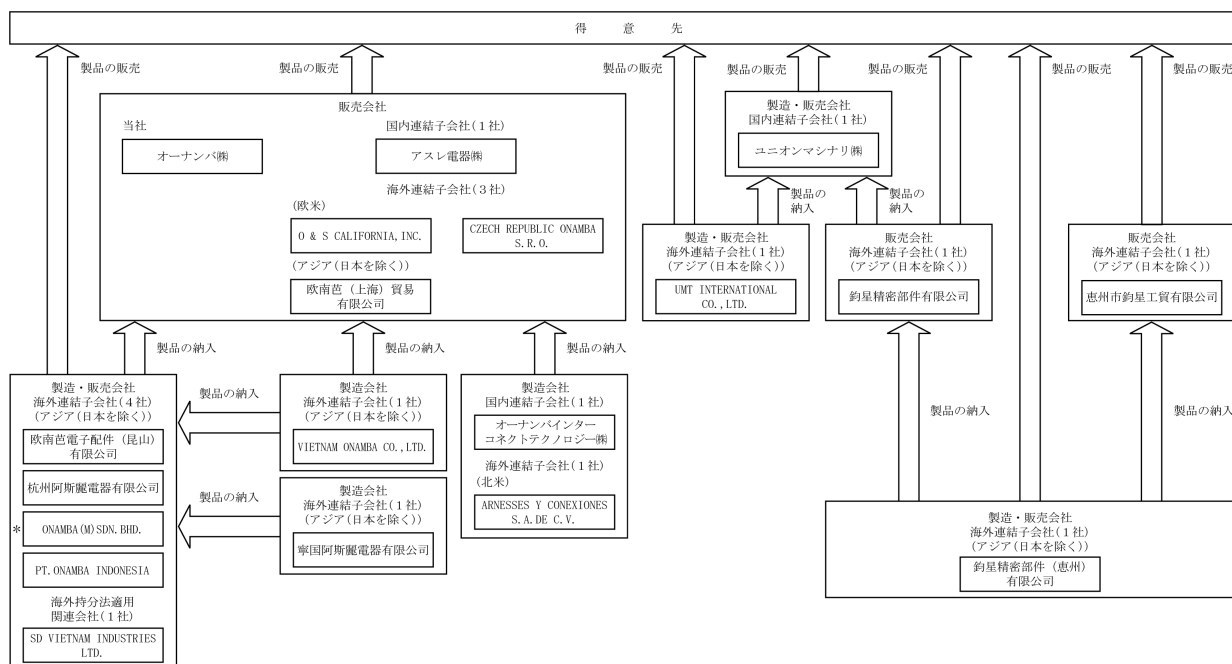 得　意　先
製品の販売
製品の販売
製品の販売
製品の販売
製品の販売
製品の販売
製品の販売
販売会社
当社
オーナンバ㈱
国内連結子会社(1社)
アスレ電器㈱
海外連結子会社(3社)
(欧米)
O & S CALIFORNIA,INC.
CZECH REPUBLIC ONAMBA
S.R.O.
(アジア(日本を除く))
欧南芭（上海）貿易
有限公司
製造・販売会社
国内連結子会社(1社)
ユニオンマシナリ㈱
製品の
納入
製品の
納入
製造・販売会社
海外連結子会社(1社)
(アジア(日本を除く))
UMT INTERNATIONAL
CO.,LTD.
販売会社
海外連結子会社(1社)
(アジア(日本を除く))
鈞星精密部件有限公司
販売会社
海外連結子会社(1社)
(アジア(日本を除く))
恵州市鈞星工貿有限公司
製品の納入
製品の納入
製品の納入
製造・販売会社
海外連結子会社(4社)
(アジア(日本を除く))
欧南芭電子配件（昆山）
有限公司
杭州阿斯麗電器有限公司
*
ONAMBA(M)SDN.BHD.
PT.ONAMBA INDONESIA
海外持分法適用
関連会社(1社)
SD VIETNAM INDUSTRIES
LTD.
製品の納入
製造会社
海外連結子会社(1社)
(アジア(日本を除く))
VIETNAM ONAMBA CO.,LTD.
製品の納入
製造会社
海外連結子会社(1社)
(アジア(日本を除く))
寧国阿斯麗電器有限公司
製造会社
国内連結子会社(1社)
オーナンバインター
コネクトテクノロジー㈱
海外連結子会社(1社)
(北米)
ARNESSES Y CONEXIONES
S.A.DE C.V.
製品の納入
製品の納入
製造・販売会社
海外連結子会社(1社)
(アジア(日本を除く))
鈞星精密部件（恵州）
有限公司